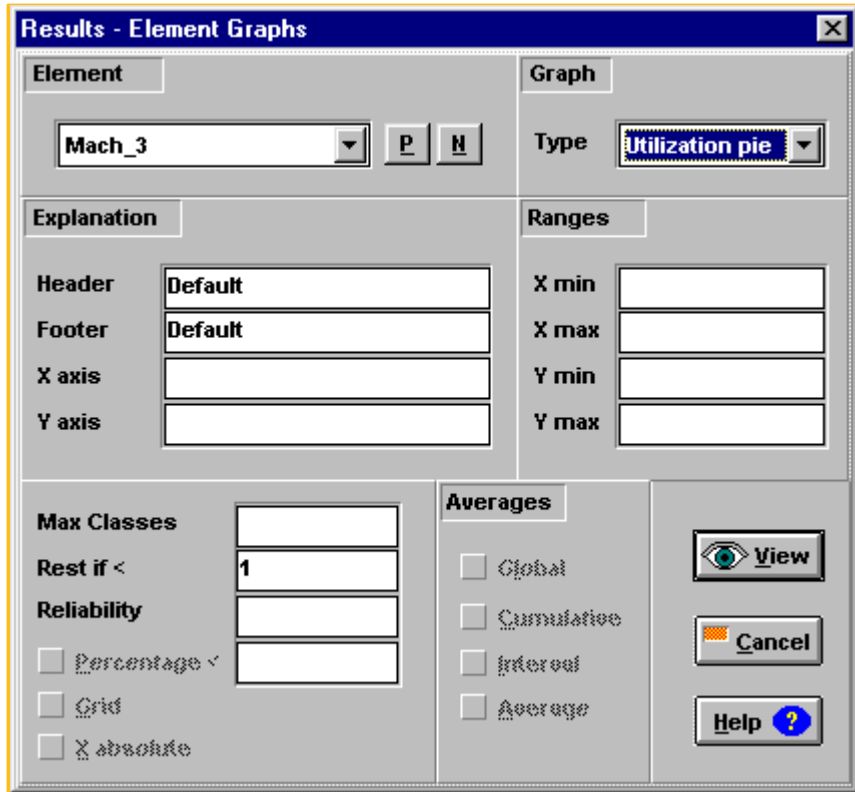 Results - Element Graphs
Element
Mach_3
P
N
Graph
Type
Utilization pie
Explanation
Header
Default
Footer
Default
X axis
Y axis
Ranges
X min
X max
Y min
Y max
Max Classes
Rest if <
1
Reliability
Percentage <
Grid
X absolute
Averages
Global
Cumulative
Interval
Average
View
Cancel
Help ?